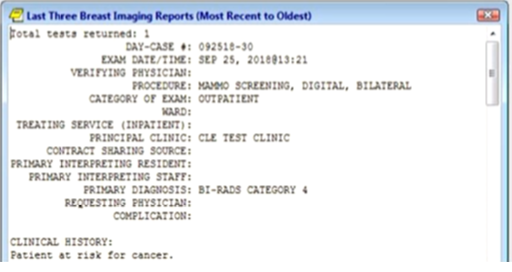 Last Three Breast Imaging Reports (Most Recent to Oldest)
Total tests returned: 1
DAY-CASE #: 092518-30
EXAM DATE/TIME: SEP 25, 2018@13:21
VERIFYING PHYSICIAN:
PROCEDURE: MAMMO SCREENING, DIGITAL, BILATERAL
CATEGORY OF EXAM: OUTPATIENT
WARD:
TREATING SERVICE (INPATIENT):
PRINCIPAL CLINIC: CLE TEST CLINIC
CONTRACT SHARING SOURCE:
PRIMARY INTERPRETING RESIDENT:
PRIMARY INTERPRETING STAFF:
PRIMARY DIAGNOSIS: BI-RADS CATEGORY 4
REQUESTING PHYSICIAN:
COMPLICATION:
CLINICAL HISTORY:
Patient at risk for cancer.